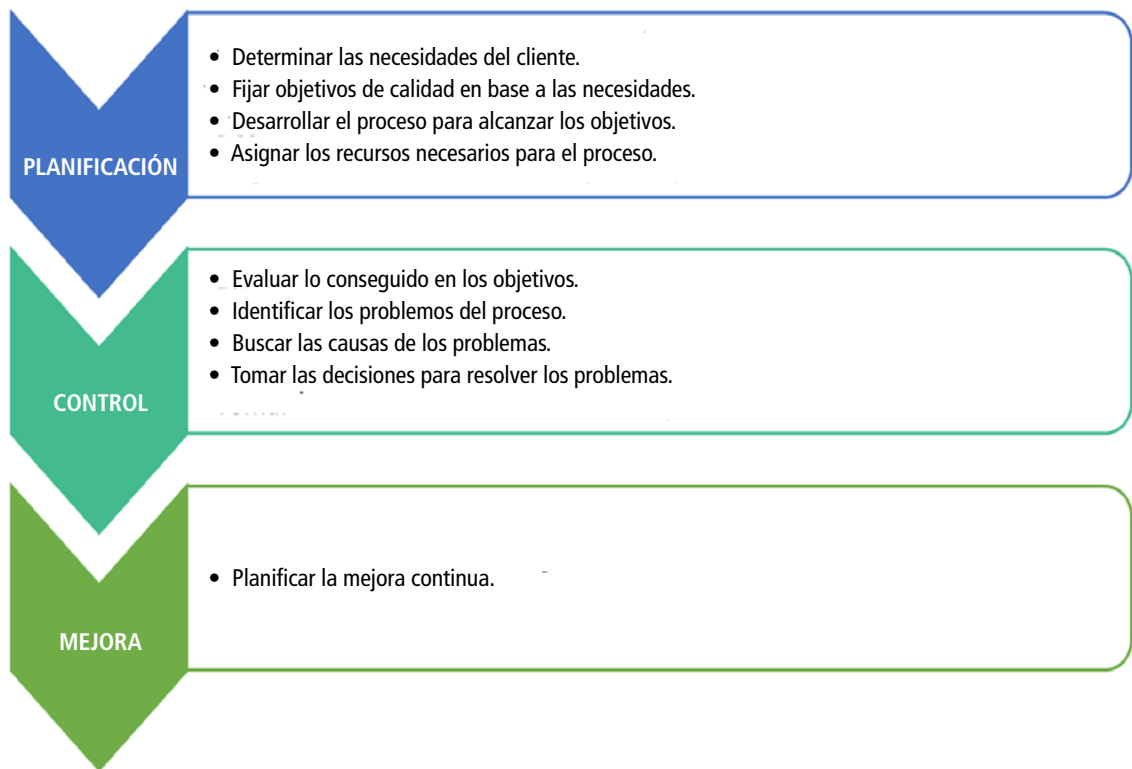 PLANIFICACIÓN
• Determinar las necesidades del cliente.
• Fijar objetivos de calidad en base a las necesidades.
• Desarrollar el proceso para alcanzar los objetivos.
• Asignar los recursos necesarios para el proceso.
CONTROL
• Evaluar lo conseguido en los objetivos.
• Identificar los problemos del proceso.
• Buscar las causas de los problemas.
• Tomar las decisiones para resolver los problemas.
MEJORA
• Planificar la mejora continua.